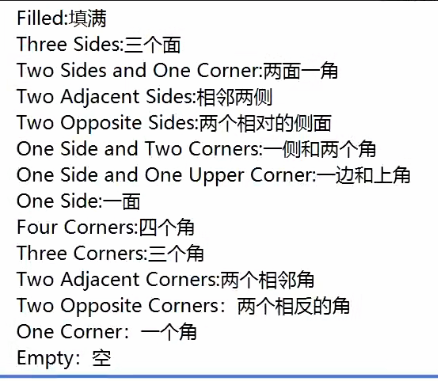 Filled:填满
Three Sides:三个面
Two Sides and One Corner:两面一角
Two Adjacent Sides:相邻两侧
Two Opposite Sides:两个相对的侧面
One Side and Two Corners:一侧和两个角
One Side and One Upper Corner:一边和上角
One Side:一面
Four Corners:四个角
Three Corners:三个角
Two Adjacent Corners:两个相邻角
Two Opposite Corners：两个相反的角
One Corner：一个角
Empty：空